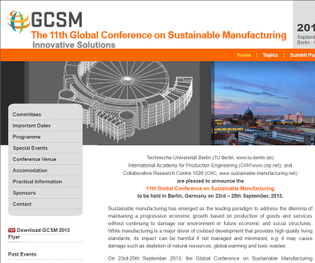 GCSM
The 11th Global Conference on Sustainable Manufacturing
Innovative Solutions
201
September
Berlin -
Home | Topics | Sumbit Pa
Committees
Important Dates
Programme
Special Events
Conference Venue
Accomodation
Practical Information
Sponsors
Contact
Download GCSM 2013
Flyer
Past Events
Technische Universität Berlin (TU Berlin, www.tu-berlin.de)
International Academy for Production Engineering (CIRP,www.cirp.net); and
Collaborative Research Centre 1026 (CRC, www.sustainable-manufacturing.net)
are pleased to announce the
11th Global Conference on Sustainable Manufacturing
to be held in Berlin, Germany on 23rd – 25th September, 2013.
Sustainable manufacturing has emerged as the leading paradigm to address the dilemma of
maintaining a progressive economic growth based on production of goods and services
without continuing to damage our environment or future economic and social structures.
While manufacturing is a major driver of civilized development that provides high quality living
standards, its impact can be harmful if not managed and minimised, e.g. it may cause
damage such as depletion of natural resources, global warming and toxic wastes.
On 23rd-25th September 2013, the Global Conference on Sustainable Manufacturing